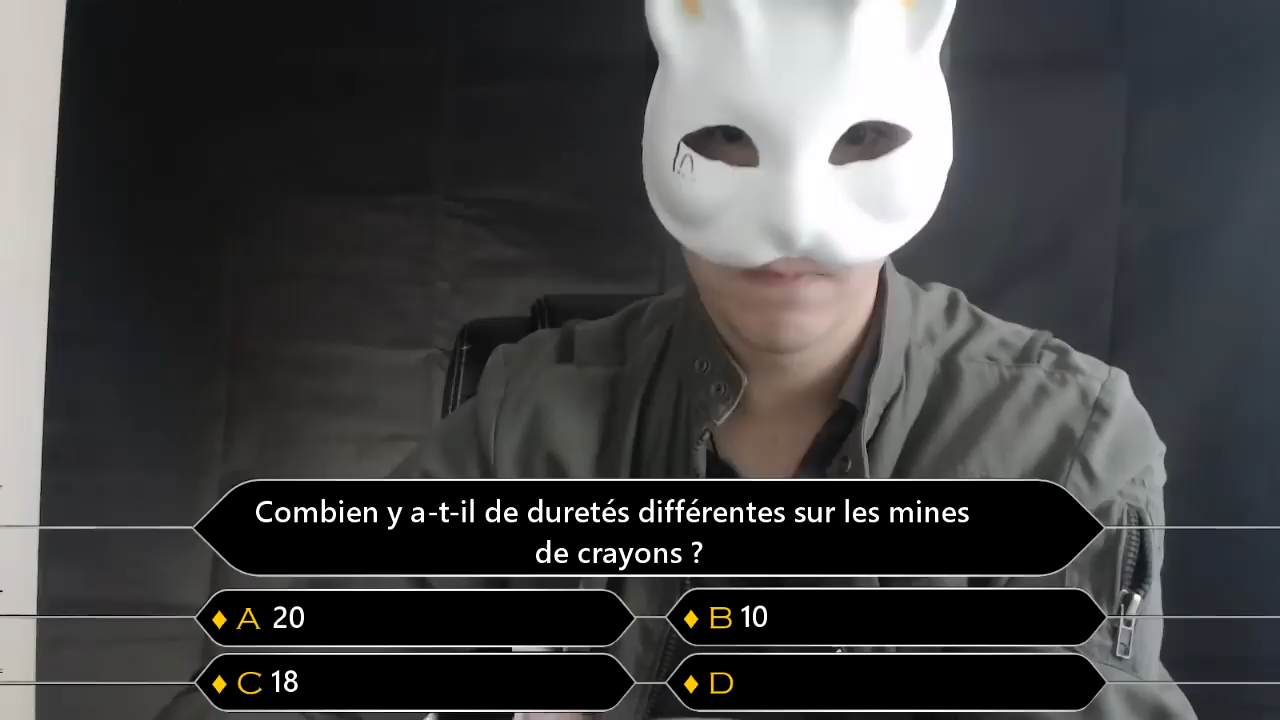 Combien y a-t-il de duretés différentes sur les mines
de crayons ?
A 20
B 10
C 18
D